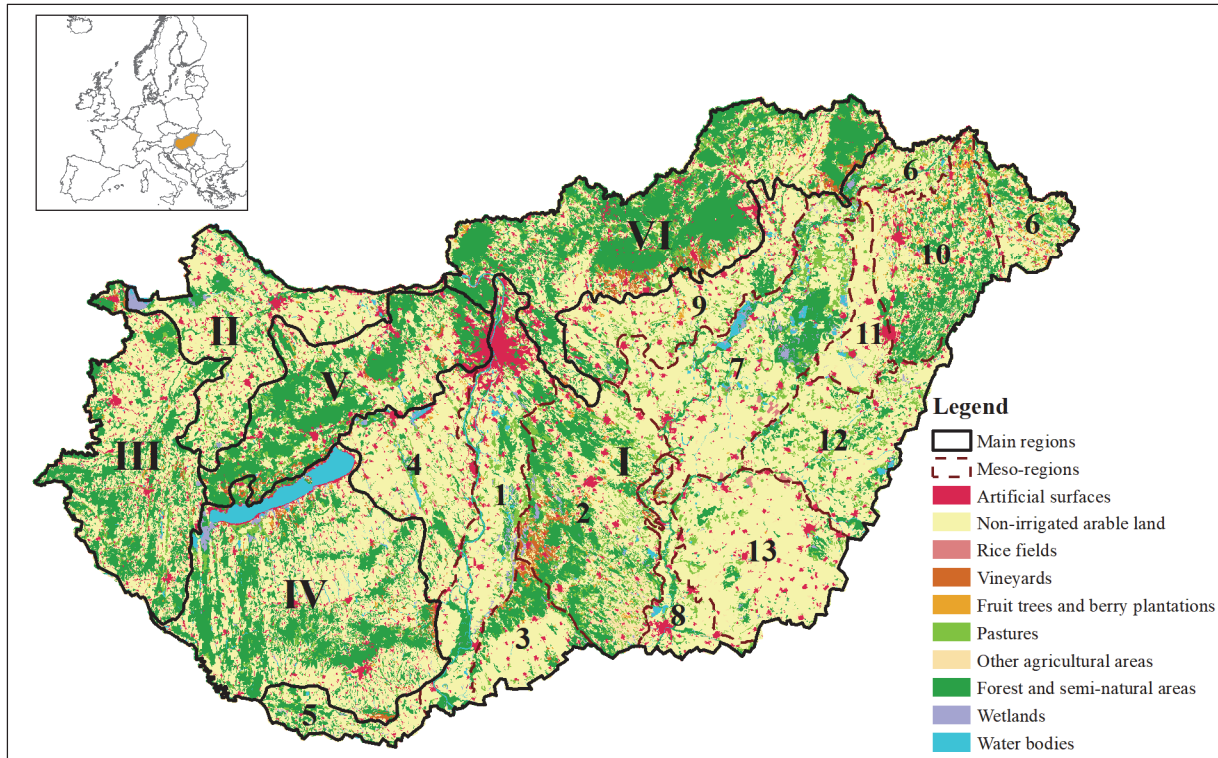 VI
6
6
10
II
9
11
V
7
III
4
I
12
1
2
13
IV
8
3
5
Legend
Main regions
Meso-regions
Artificial surfaces
Non-irrigated arable land
Rice fields
Vineyards
Fruit trees and berry plantations
Pastures
Other agricultural areas
Forest and semi-natural areas
Wetlands
Water bodies